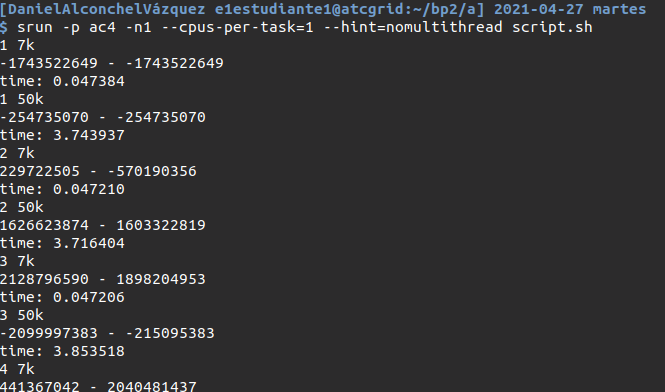 [DanielAlconchelVázquez e1estudiante1@atcgrid:~/bp2/a] 2021-04-27 martes
$ srun -p ac4 -n1 --cpus-per-task=1 --hint=nomultithread script.sh
1 7k
-1743522649 - -1743522649
time: 0.047384
1 50k
-254735070 - -254735070
time: 3.743937
2 7k
229722505 - -570190356
time: 0.047210
2 50k
1626623874 - 1603322819
time: 3.716404
3 7k
2128796590 - 1898204953
time: 0.047206
3 50k
-2099997383 - -215095383
time: 3.853518
4 7k
441367042 - 2040481437